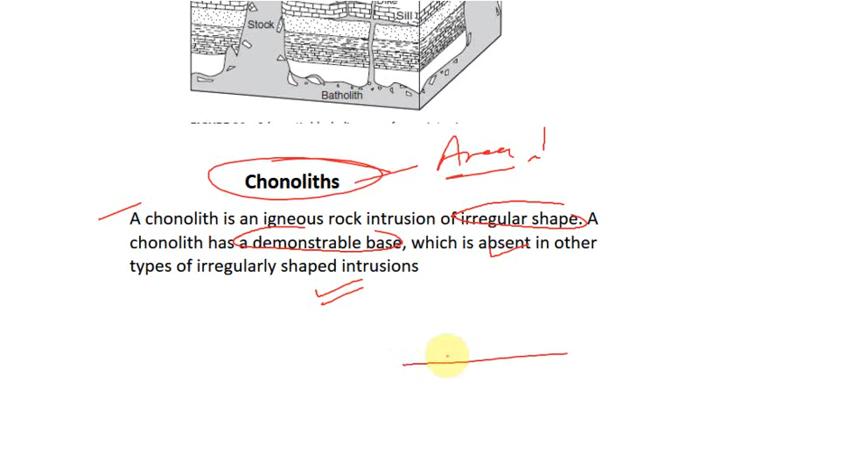 Dike
Stock
Sill
Batholith
Area !
Chonoliths
A chonolith is an igneous rock intrusion of irregular shape. A
chonolith has a demonstrable base, which is absent in other
types of irregularly shaped intrusions